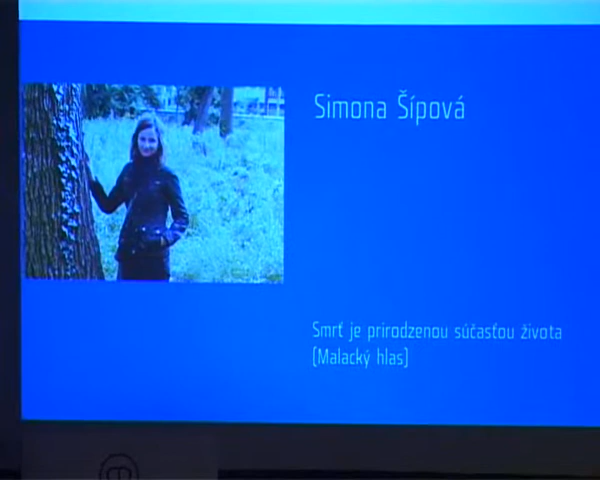 Simona Šípová
Smrť je prirodzenou súčasťou života
[Malacký hlas]